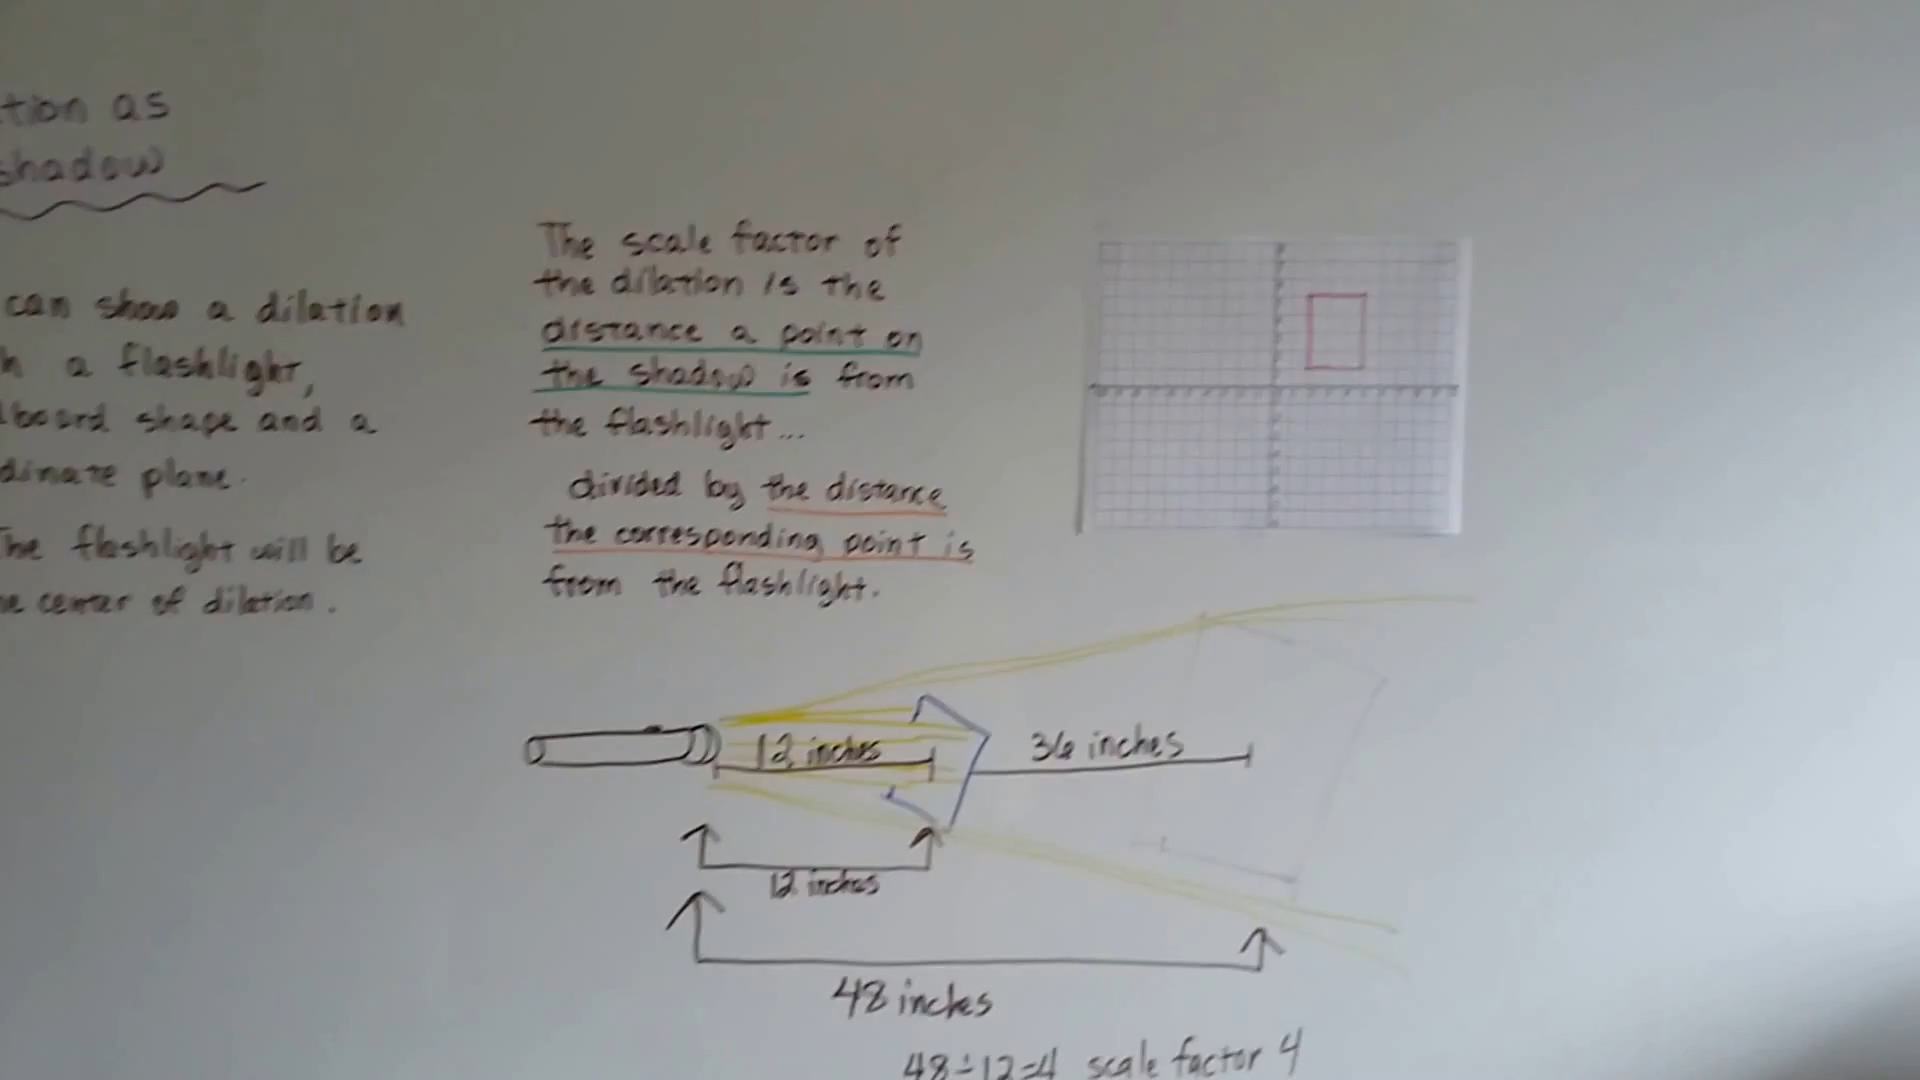 tion as
shadow
can show a dilation
h a flashlight,
board shape and a
dinate plane.
The flashlight will be
e center of dilation.
The scale factor of
the dilation is the
distance a point on
the shadow is from
the flashlight...
divided by the distance
the corresponding point is
from the flashlight.
12 inches
36 inches
12 inches
48 inches
48÷12=4 scale factor 4